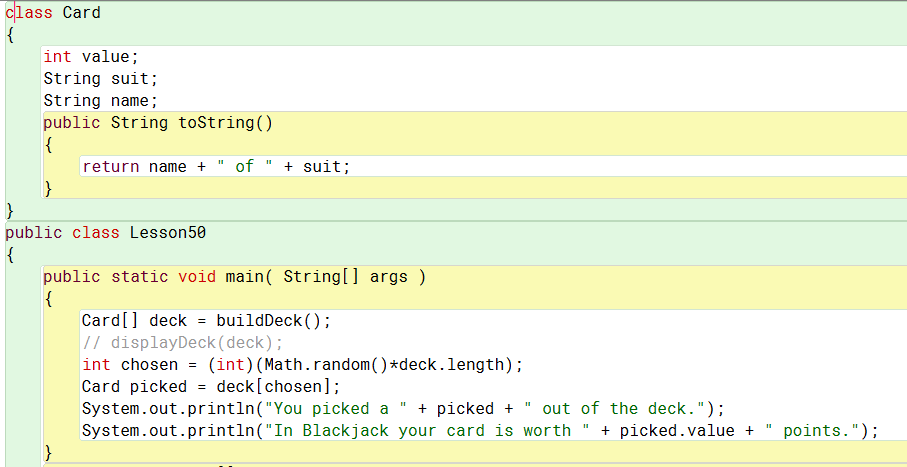 class Card
{
    int value;
    String suit;
    String name;
    public String toString()
    {
        return name + " of " + suit;
    }
}
public class Lesson50
{
    public static void main( String[] args )
    {
        Card[] deck = buildDeck();
        // displayDeck(deck);
        int chosen = (int)(Math.random()*deck.length);
        Card picked = deck[chosen];
        System.out.println("You picked a " + picked + " out of the deck.");
        System.out.println("In Blackjack your card is worth " + picked.value + " points.");
    }